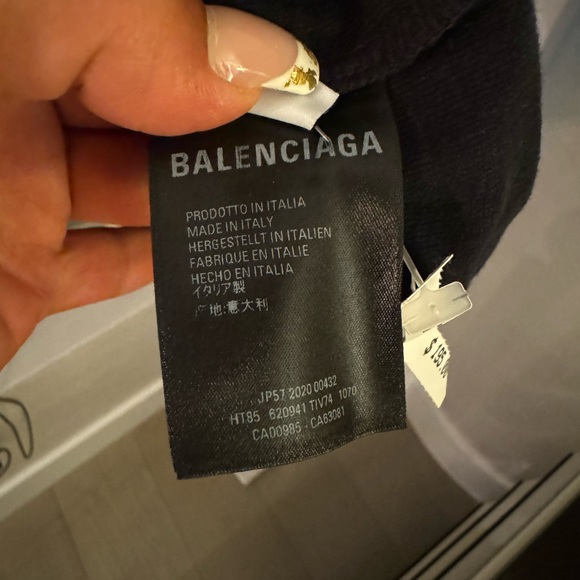 BALENCIAGA
PRODOTTO IN ITALIA
MADE IN ITALY
HERGESTELLT IN ITALIEN
FABRIQUE EN ITALIE
HECHO EN ITALIA
イタリア製
产地:意大利
JP57 2020 00432
HT85 620941 TIV74 1070
CA00985 - CA63081